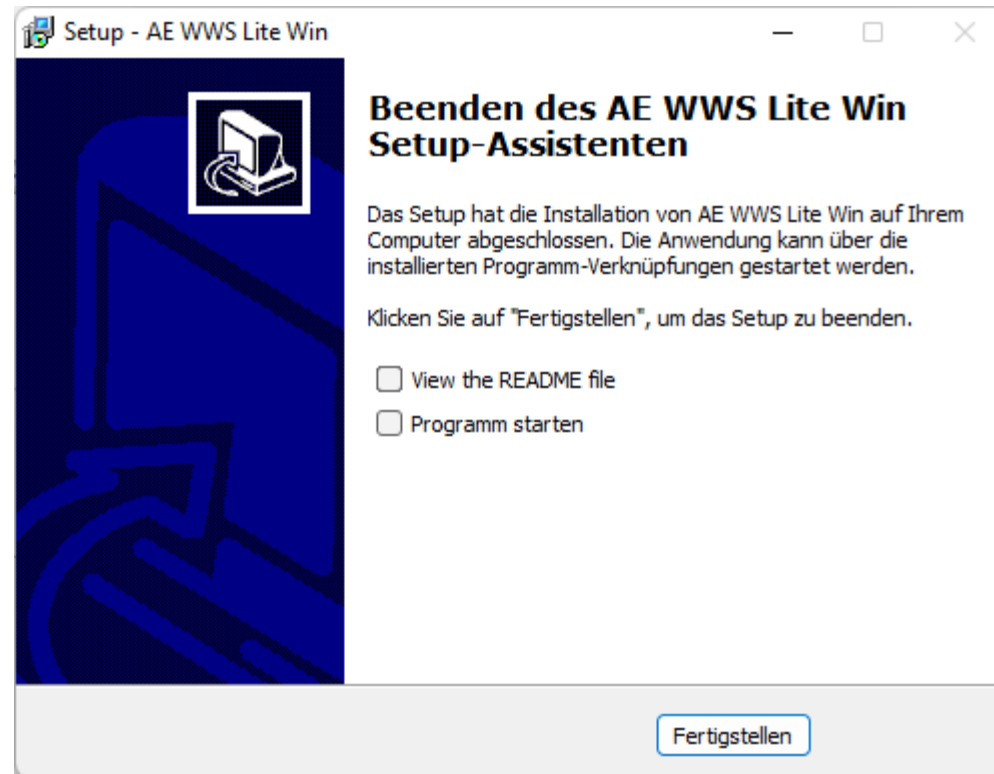 Setup - AE WWS Lite Win
Beenden des AE WWS Lite Win
Setup-Assistenten
Das Setup hat die Installation von AE WWS Lite Win auf Ihrem
Computer abgeschlossen. Die Anwendung kann über die
installierten Programm-Verknüpfungen gestartet werden.
Klicken Sie auf "Fertigstellen", um das Setup zu beenden.
View the README file
Programm starten
Fertigstellen